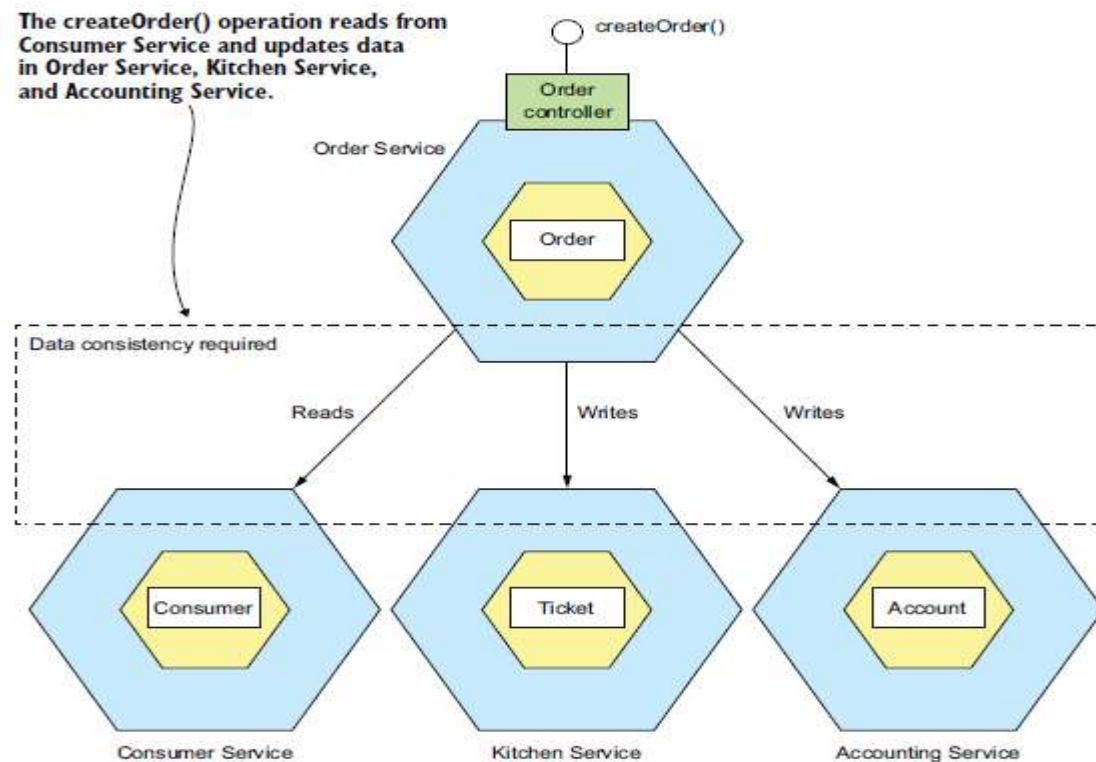 The createOrder() operation reads from
Consumer Service and updates data
in Order Service, Kitchen Service,
and Accounting Service.
createOrder()
Order
controller
Order Service
Order
Data consistency required
Reads
Writes
Writes
Consumer
Ticket
Account
Consumer Service
Kitchen Service
Accounting Service